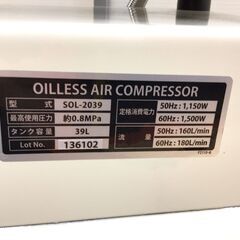 OILLESS AIR COMPRESSOR
型式 SOL-2039
最高使用圧力 約0.8MPa
タンク容量 39L
Lot No. 136102
定格消費電力 50Hz : 1,150W
60Hz : 1,500W
流量 50Hz : 160L/min
60Hz : 180L/min